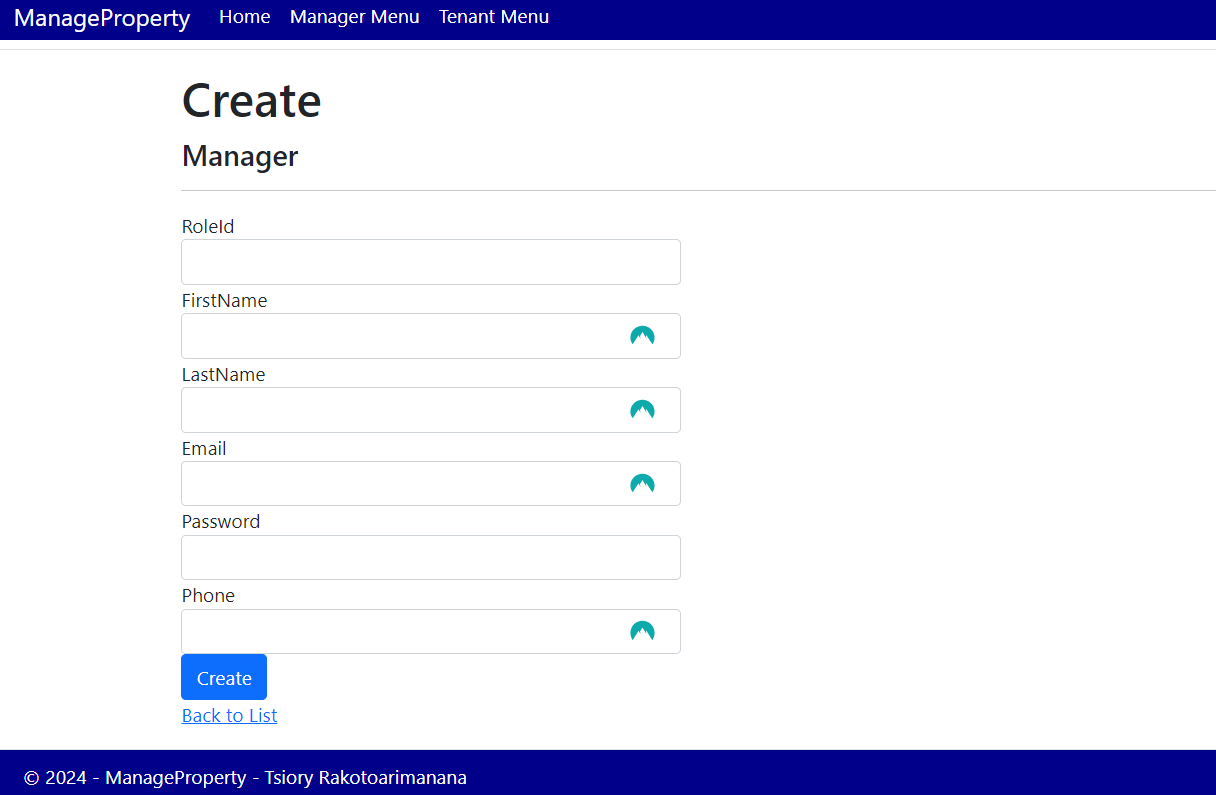 ManageProperty Home Manager Menu Tenant Menu
Create
Manager
RoleId
FirstName
LastName
Email
Password
Phone
Create
Back to List
© 2024 - ManageProperty - Tsiory Rakotoarimanana